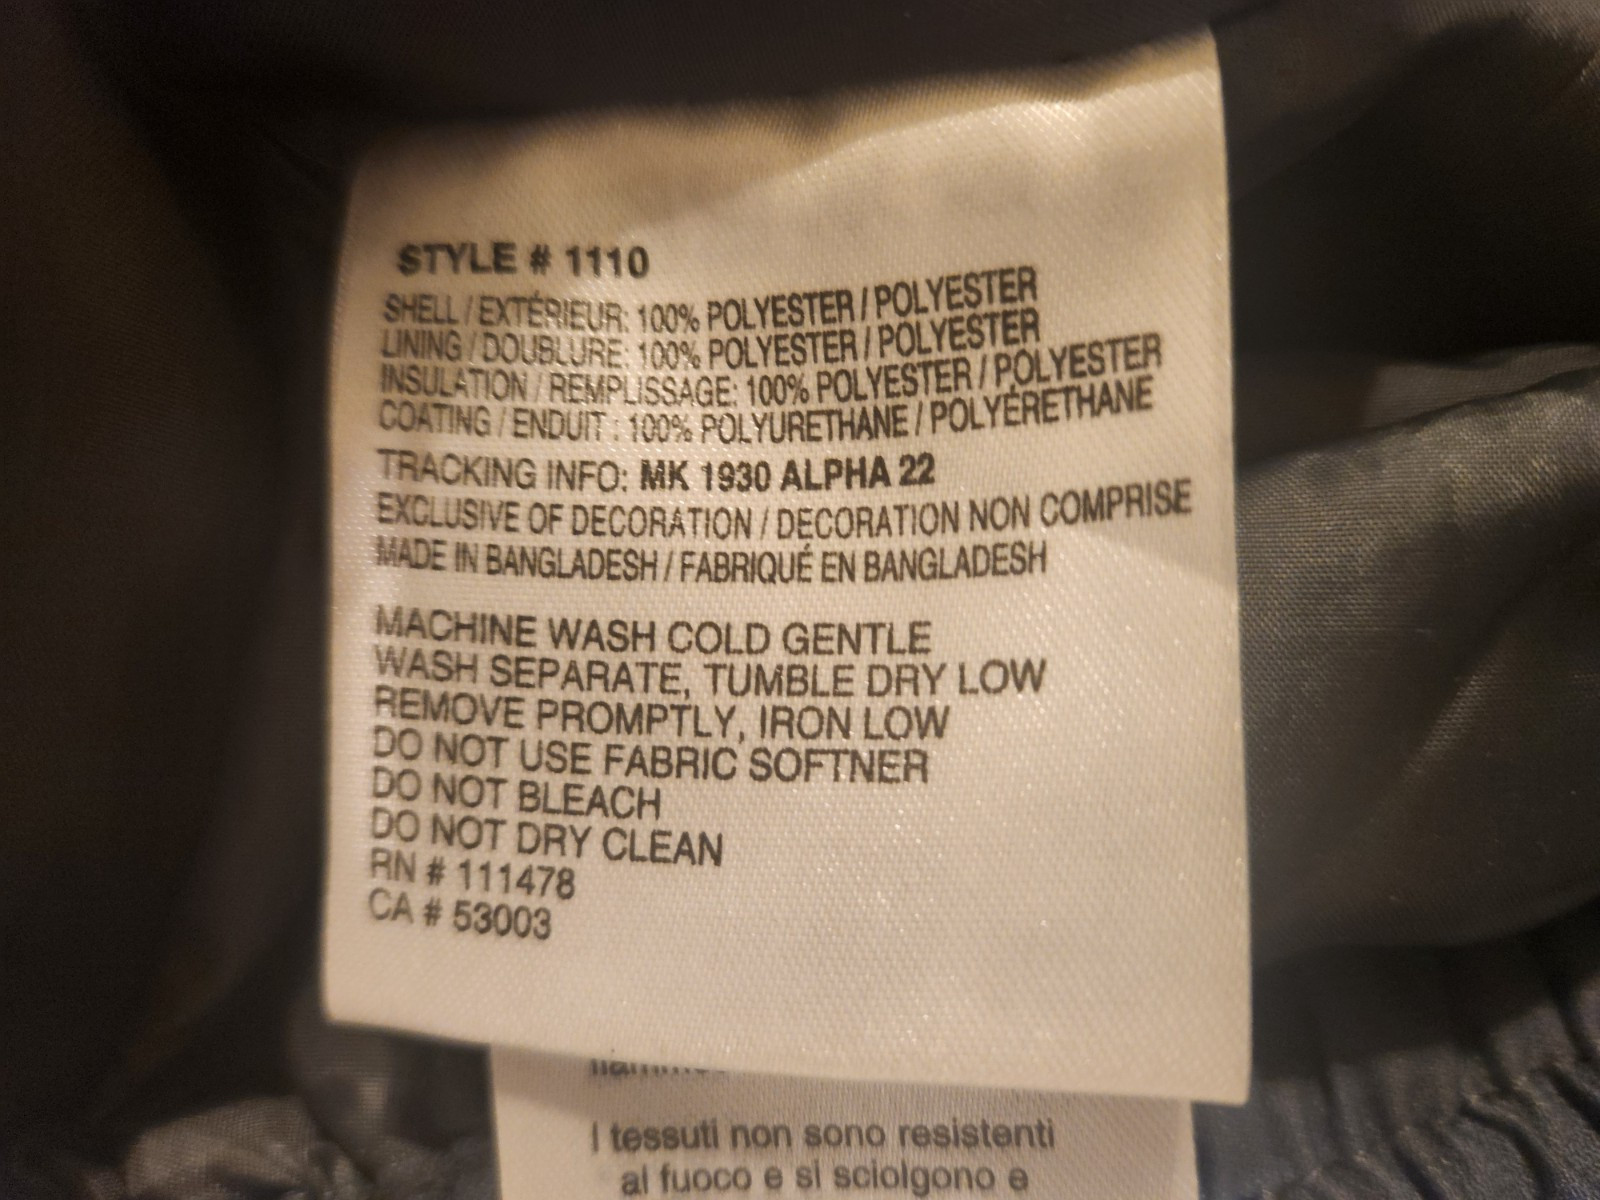 STYLE # 1110
SHELL / EXTÉRIEUR: 100% POLYESTER / POLYESTER
LINING / DOUBLURE: 100% POLYESTER / POLYESTER
INSULATION / REMPLISSAGE: 100% POLYESTER / POLYESTER
COATING / ENDUIT : 100% POLYURETHANE / POLYÉRETHANE
TRACKING INFO: MK 1930 ALPHA 22
EXCLUSIVE OF DECORATION / DECORATION NON COMPRISE
MADE IN BANGLADESH / FABRIQUÉ EN BANGLADESH
MACHINE WASH COLD GENTLE
WASH SEPARATE, TUMBLE DRY LOW
REMOVE PROMPTLY, IRON LOW
DO NOT USE FABRIC SOFTNER
DO NOT BLEACH
DO NOT DRY CLEAN
RN # 111478
CA # 53003
I tessuti non sono resistenti
al fuoco e si sciolgono e